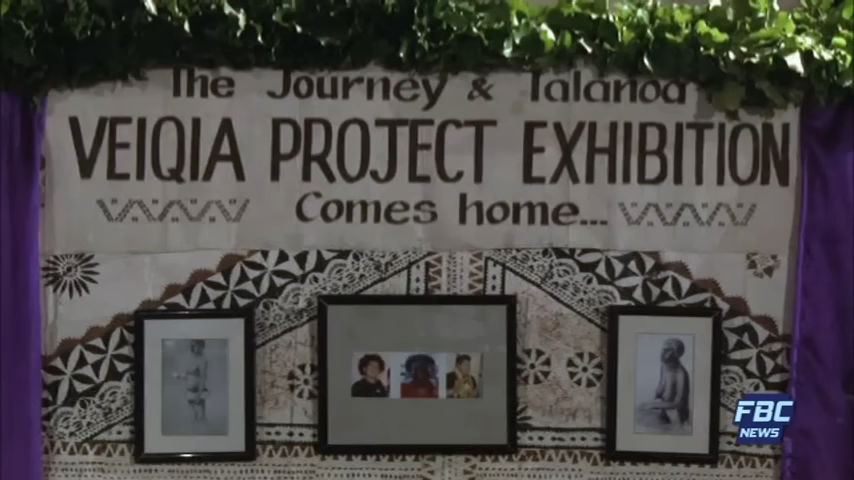 The Journey & Talanoa
VEIQIA PROJECT EXHIBITION
Comes home...
FBC
NEWS